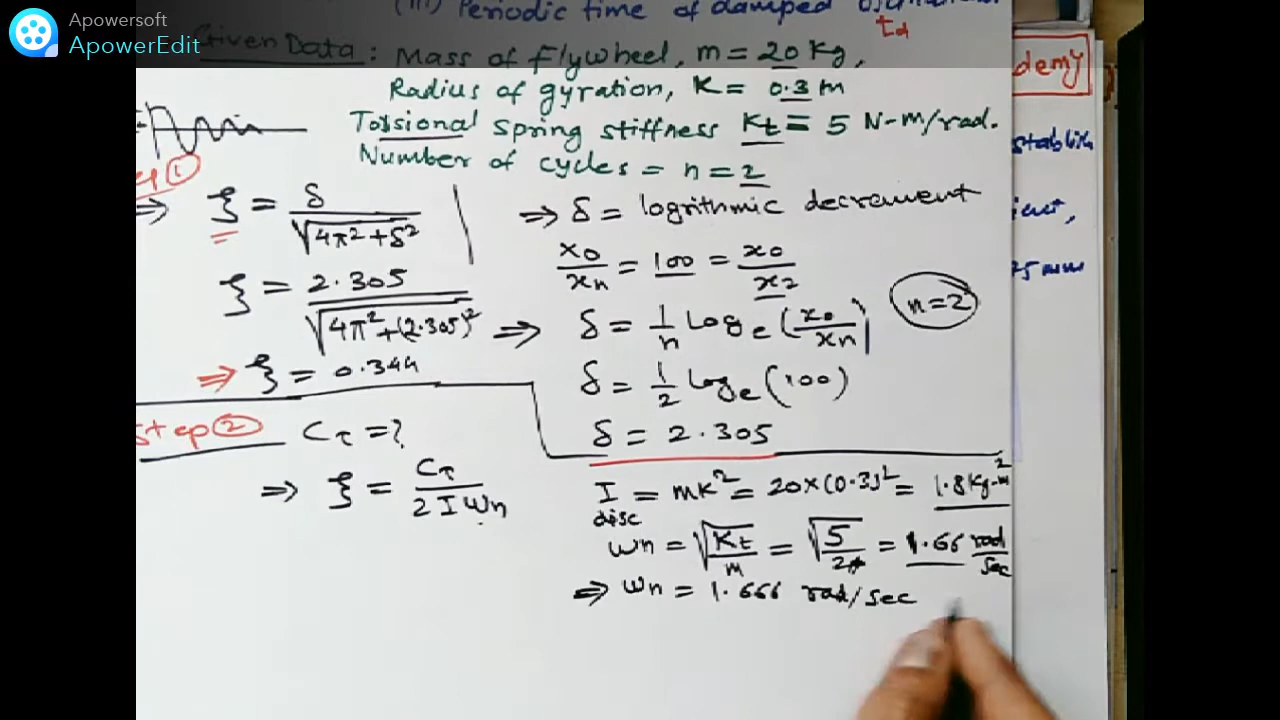 Apowersoft
ApowerEdit
(iii) Periodic time of damped
td
Given Data: Mass of flywheel, m = 20 kg,
Radius of gyration, K = 0.3 m
Torsional spring stiffness Kt = 5 N-m/rad.
Number of cycles = n = 2
demy
①
⇒ ξ = δ / √(4π² + δ²)
⇒ δ = logrithmic decrement
x0/xn = 100 = x0/x2
n = 2
ξ = 2.305 / √(4π² + (2.305)²)
⇒ δ = 1/n loge (x0/xn)
⇒ ξ = 0.344
δ = 1/2 loge (100)
δ = 2.305
Step ② Cτ = ?
⇒ ξ = Cτ / 2 I ωn
I disc = mK² = 20×(0.3)² = 1.8 kg-m²
ωn = √(Kt/m) = √(5/2) = 1.66 rad/sec
⇒ ωn = 1.666 rad/sec